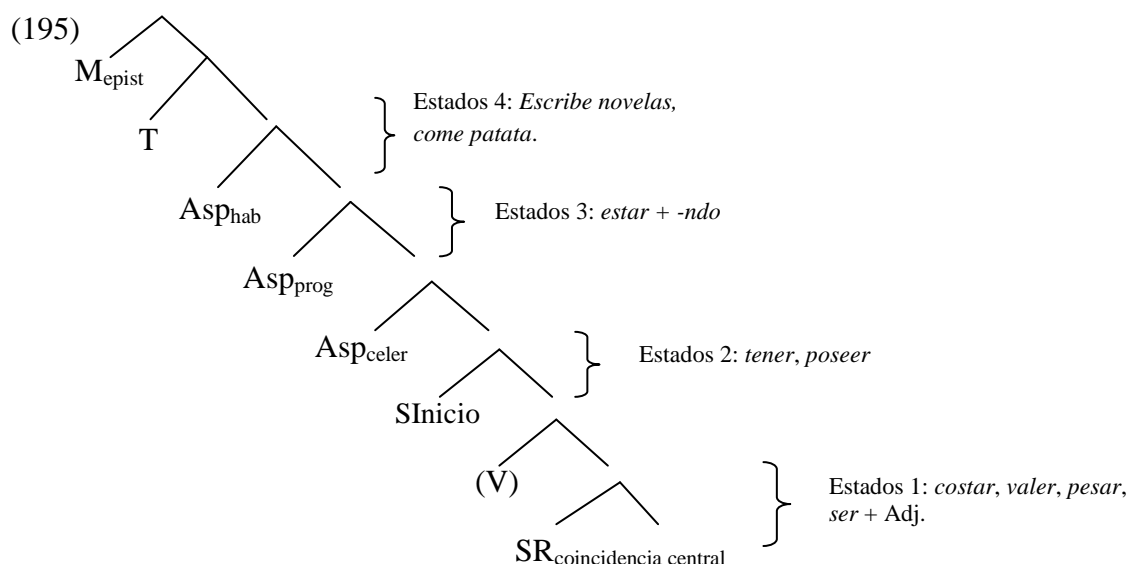 (195)
M_epist
T
Estados 4: Escribe novelas,
come patata.
Asp_hab
Estados 3: estar + -ndo
Asp_prog
Asp_celer
Estados 2: tener, poseer
SInicio
(V)
Estados 1: costar, valer, pesar,
ser + Adj.
SR_coincidencia central